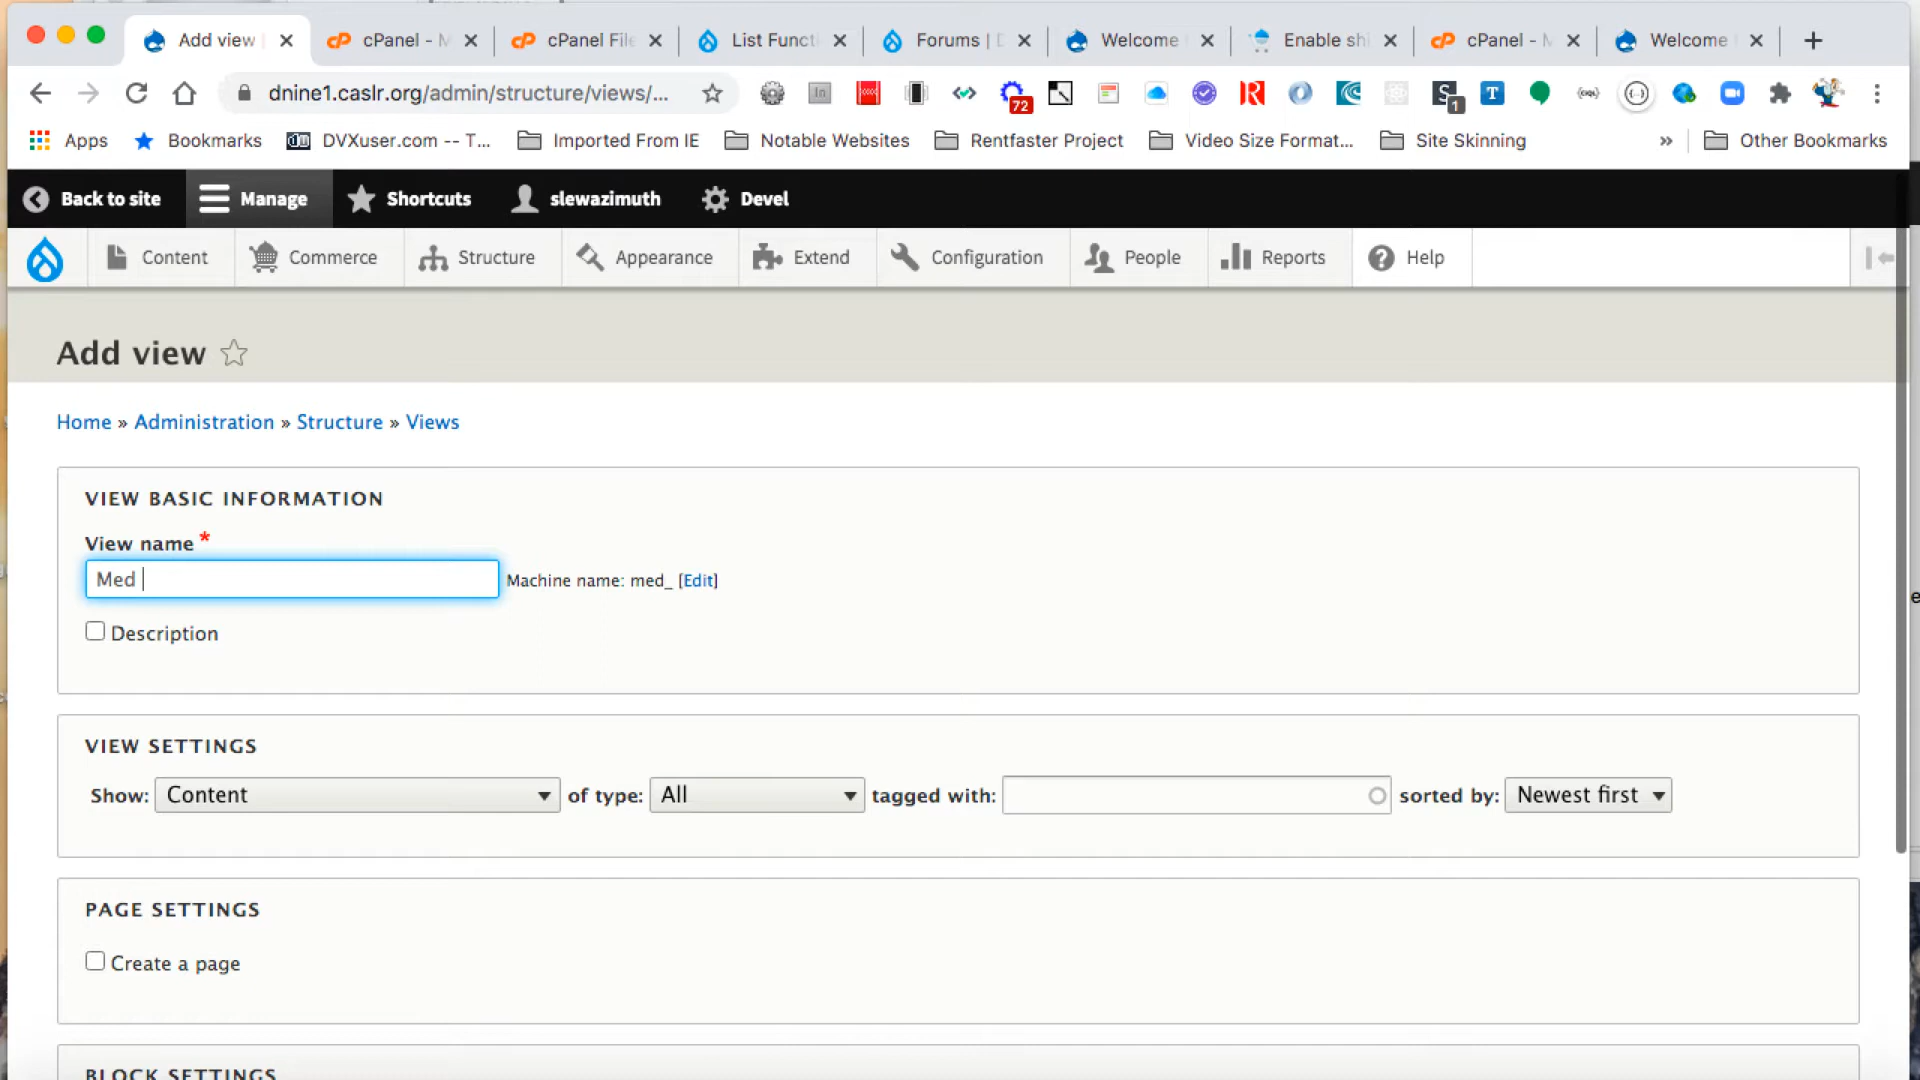 Add view
cPanel - M
cPanel File
List Functi
Forums | D
Welcome
Enable shi
cPanel - M
Welcome
dnine1.caslr.org/admin/structure/views/...
72
1
Apps
Bookmarks
DVXuser.com -- T...
Imported From IE
Notable Websites
Rentfaster Project
Video Size Format...
Site Skinning
»
Other Bookmarks
Back to site
Manage
Shortcuts
slewazimuth
Devel
Content
Commerce
Structure
Appearance
Extend
Configuration
People
Reports
Help
Add view
Home » Administration » Structure » Views
VIEW BASIC INFORMATION
View name *
Med
Machine name: med_ [Edit]
Description
VIEW SETTINGS
Show: Content of type: All tagged with: sorted by: Newest first
PAGE SETTINGS
Create a page
BLOCK SETTINGS